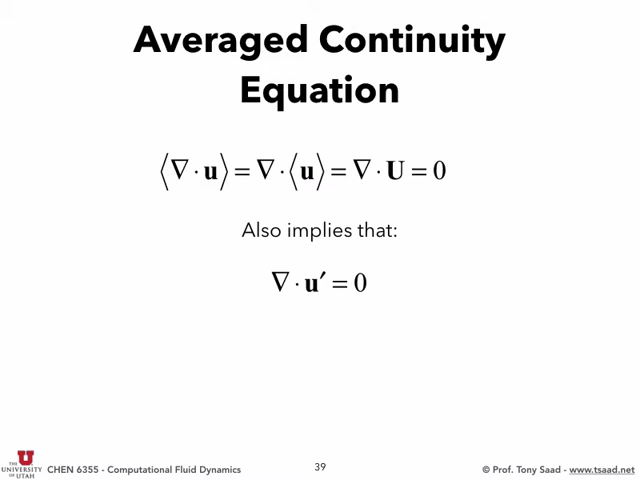 Averaged Continuity
Equation
⟨∇ · u⟩ = ∇ · ⟨u⟩ = ∇ · U = 0
Also implies that:
∇ · u′ = 0
THE
UNIVERSITY
OF UTAH
CHEN 6355 - Computational Fluid Dynamics
39
© Prof. Tony Saad - www.tsaad.net